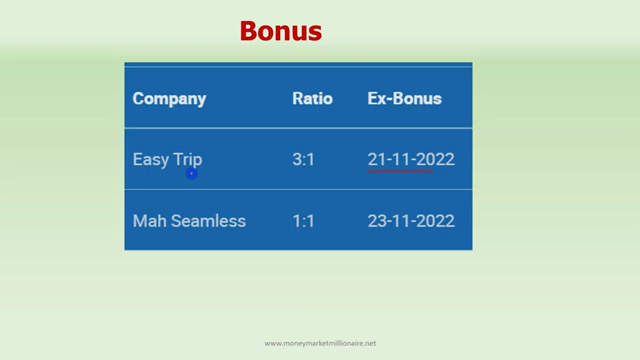 Bonus
Company Ratio Ex-Bonus
Easy Trip 3:1 21-11-2022
Mah Seamless 1:1 23-11-2022
www.moneymarketmillionaire.net